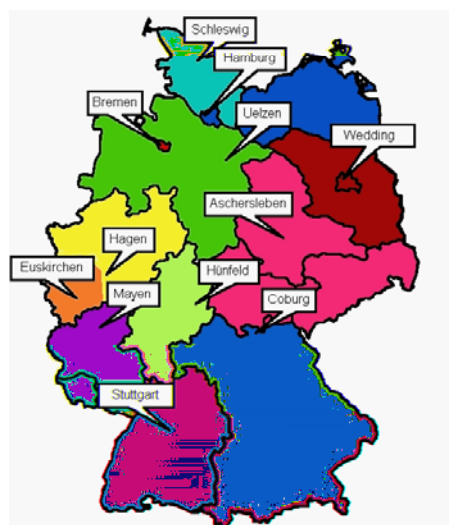 Schleswig
Hamburg
Bremen
Uelzen
Wedding
Aschersleben
Hagen
Euskirchen
Hünfeld
Mayen
Coburg
Stuttgart